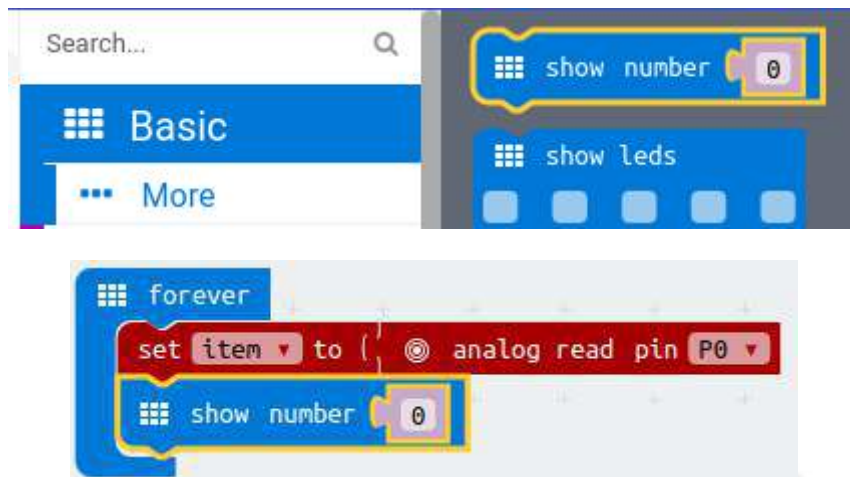 Search...
show number 0
Basic
show leds
More
forever
set item to ( analog read pin P0
show number 0